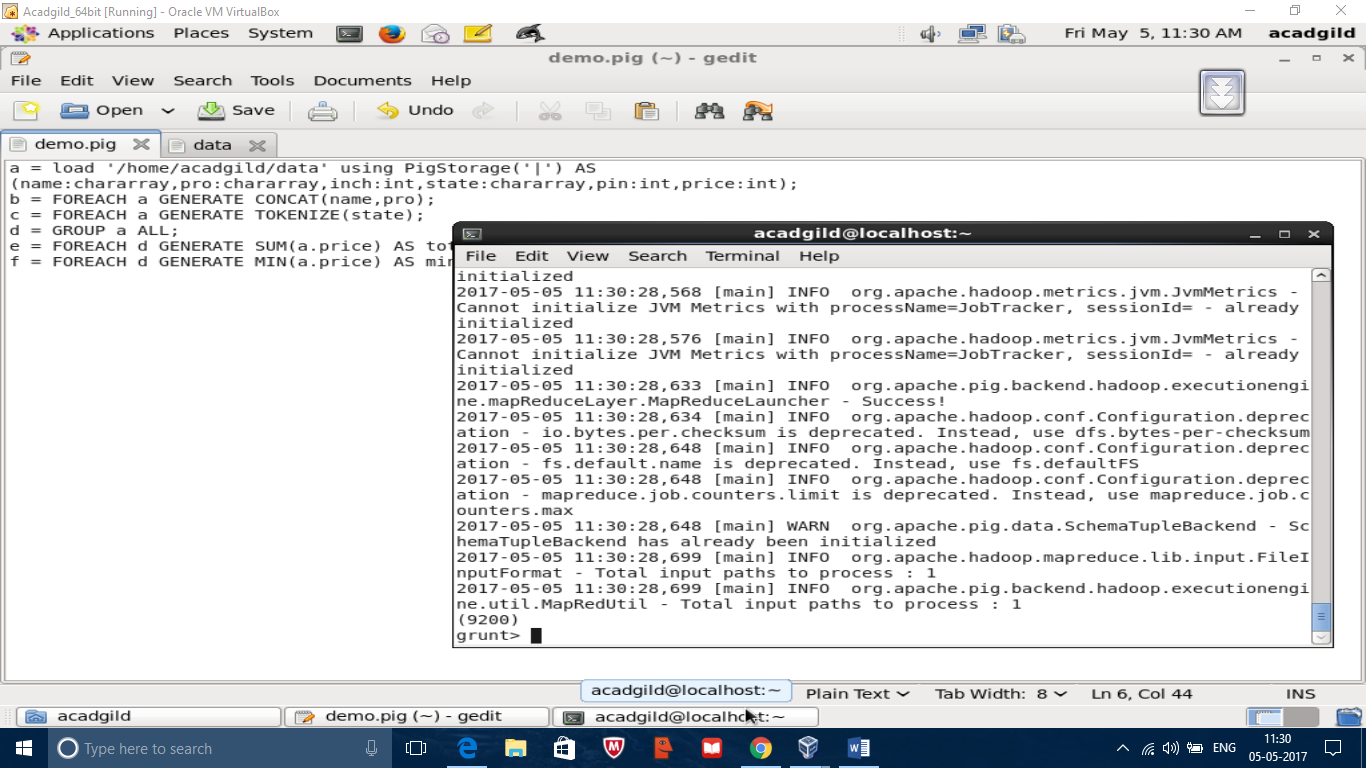 Acadgild_64bit [Running] - Oracle VM VirtualBox
Applications Places System Fri May 5, 11:30 AM acadgild
demo.pig (~) - gedit
File Edit View Search Tools Documents Help
Open Save Undo
demo.pig data
a = load '/home/acadgild/data' using PigStorage('|') AS
(name:chararray,pro:chararray,inch:int,state:chararray,pin:int,price:int);
b = FOREACH a GENERATE CONCAT(name,pro);
c = FOREACH a GENERATE TOKENIZE(state);
d = GROUP a ALL;
e = FOREACH d GENERATE SUM(a.price) AS
f = FOREACH d GENERATE MIN(a.price) AS
acadgild@localhost:~
File Edit View Search Terminal Help
initialized
2017-05-05 11:30:28,568 [main] INFO  org.apache.hadoop.metrics.jvm.JvmMetrics -
Cannot initialize JVM Metrics with processName=JobTracker, sessionId= - already
initialized
2017-05-05 11:30:28,576 [main] INFO  org.apache.hadoop.metrics.jvm.JvmMetrics -
Cannot initialize JVM Metrics with processName=JobTracker, sessionId= - already
initialized
2017-05-05 11:30:28,633 [main] INFO  org.apache.pig.backend.hadoop.executionengi
ne.mapReduceLayer.MapReduceLauncher - Success!
2017-05-05 11:30:28,634 [main] INFO  org.apache.hadoop.conf.Configuration.deprec
ation - io.bytes.per.checksum is deprecated. Instead, use dfs.bytes-per-checksum
2017-05-05 11:30:28,648 [main] INFO  org.apache.hadoop.conf.Configuration.deprec
ation - fs.default.name is deprecated. Instead, use fs.defaultFS
2017-05-05 11:30:28,648 [main] INFO  org.apache.hadoop.conf.Configuration.deprec
ation - mapreduce.job.counters.limit is deprecated. Instead, use mapreduce.job.c
ounters.max
2017-05-05 11:30:28,648 [main] WARN  org.apache.pig.data.SchemaTupleBackend - Sc
hemaTupleBackend has already been initialized
2017-05-05 11:30:28,699 [main] INFO  org.apache.hadoop.mapreduce.lib.input.FileI
nputFormat - Total input paths to process : 1
2017-05-05 11:30:28,699 [main] INFO  org.apache.pig.backend.hadoop.executionengi
ne.util.MapRedUtil - Total input paths to process : 1
(9200)
grunt>
acadgild@localhost:~
Plain Text Tab Width: 8 Ln 6, Col 44 INS
acadgild demo.pig (~) - gedit acadgild@localhost:~
Type here to search ENG 11:30
05-05-2017